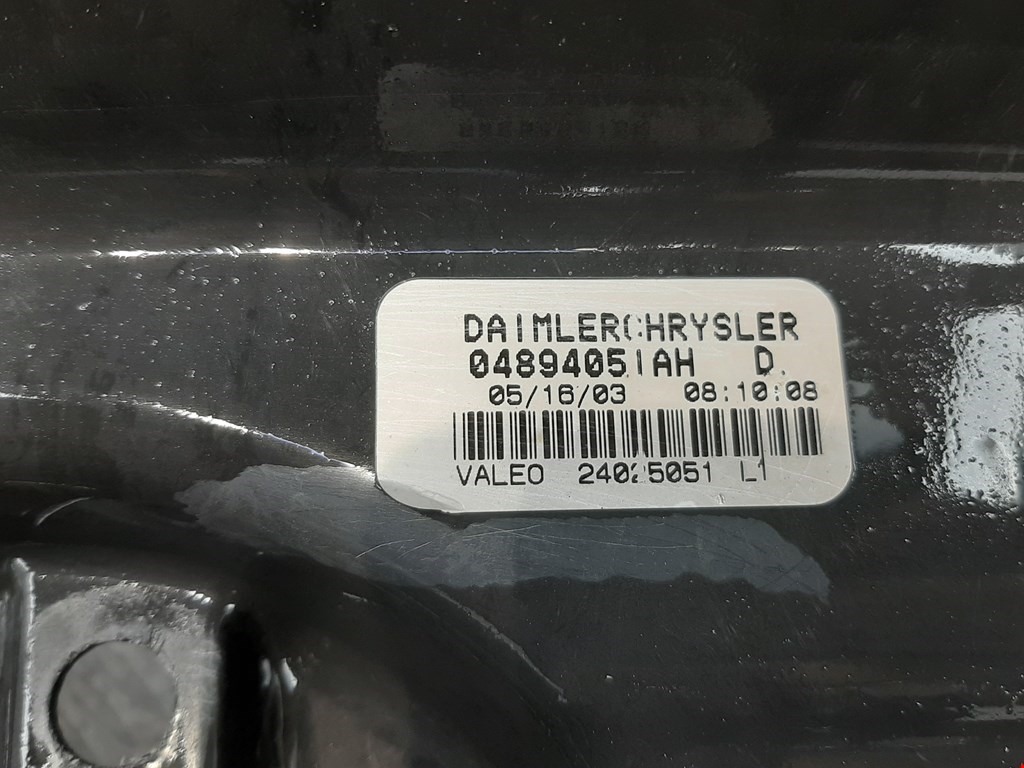 DAIMLERCHRYSLER
04894051AH D
05/16/03 08:10:08
VALEO 24025051 L1